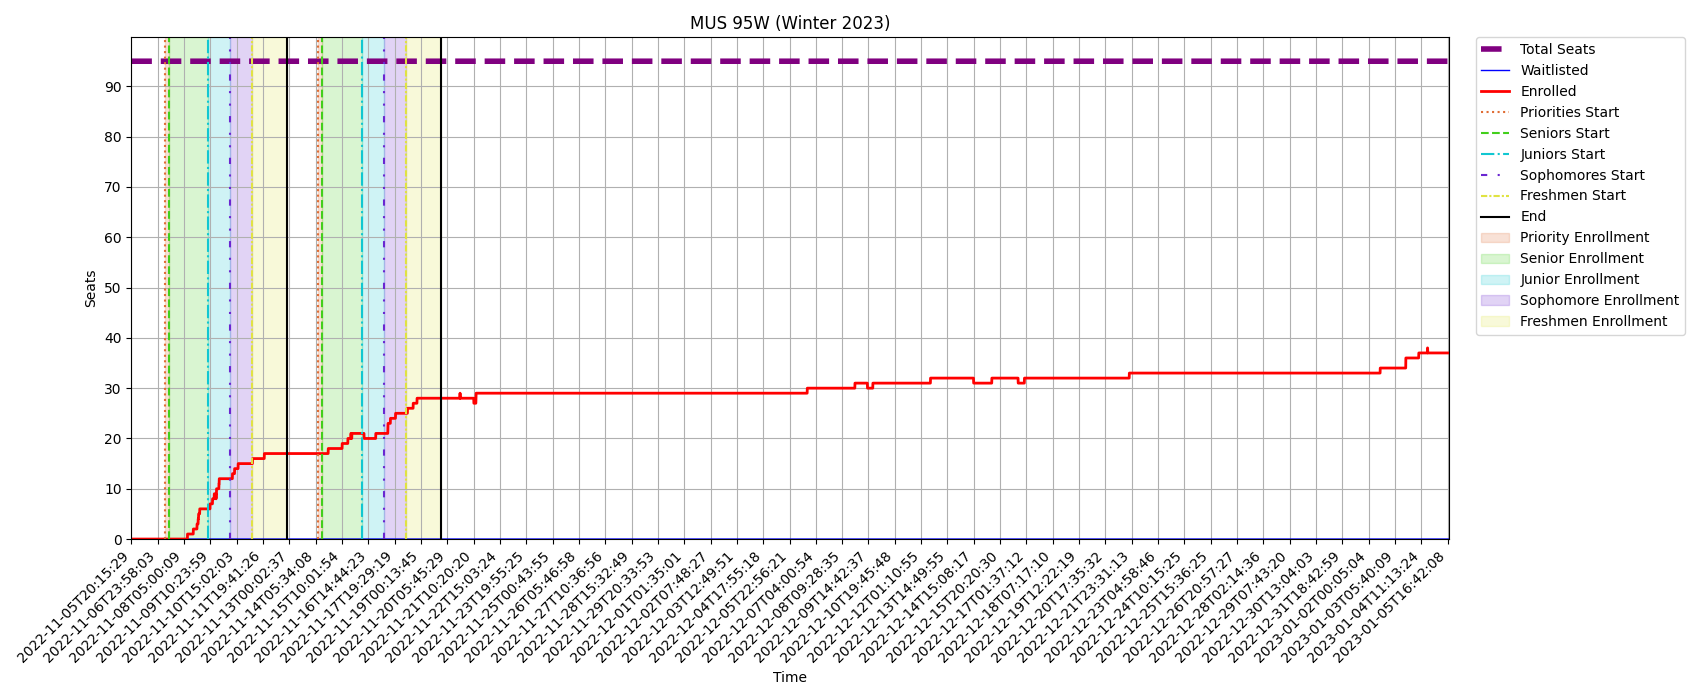 MUS 95W (Winter 2023)
Total Seats
Waitlisted
Enrolled
Priorities Start
Seniors Start
Juniors Start
Sophomores Start
Freshmen Start
End
Priority Enrollment
Senior Enrollment
Junior Enrollment
Sophomore Enrollment
Freshmen Enrollment
Seats
90
80
70
60
50
40
30
20
10
0
2022-11-05T20:15:29
2022-11-06T23:58:03
2022-11-08T05:00:09
2022-11-09T10:23:59
2022-11-10T15:02:03
2022-11-11T19:41:26
2022-11-13T00:02:37
2022-11-14T05:34:08
2022-11-15T10:01:54
2022-11-16T14:44:23
2022-11-17T19:29:19
2022-11-19T00:13:45
2022-11-20T05:45:29
2022-11-21T10:20:20
2022-11-22T15:03:24
2022-11-23T19:55:25
2022-11-25T00:43:55
2022-11-26T05:46:58
2022-11-27T10:36:56
2022-11-28T15:32:49
2022-11-29T20:33:53
2022-12-01T01:35:01
2022-12-02T07:48:27
2022-12-03T12:49:51
2022-12-04T17:55:18
2022-12-05T22:56:21
2022-12-07T04:00:54
2022-12-08T09:28:35
2022-12-09T14:42:37
2022-12-10T19:45:48
2022-12-12T01:10:55
2022-12-13T14:49:55
2022-12-14T15:08:17
2022-12-15T20:20:30
2022-12-17T01:37:12
2022-12-18T07:17:10
2022-12-19T12:22:19
2022-12-20T17:35:32
2022-12-21T23:31:13
2022-12-23T04:58:46
2022-12-24T10:15:25
2022-12-25T15:36:25
2022-12-26T20:57:27
2022-12-28T02:14:36
2022-12-29T07:43:20
2022-12-30T13:04:03
2022-12-31T18:42:59
2023-01-02T00:05:04
2023-01-03T05:40:09
2023-01-04T11:13:24
2023-01-05T16:42:08
Time